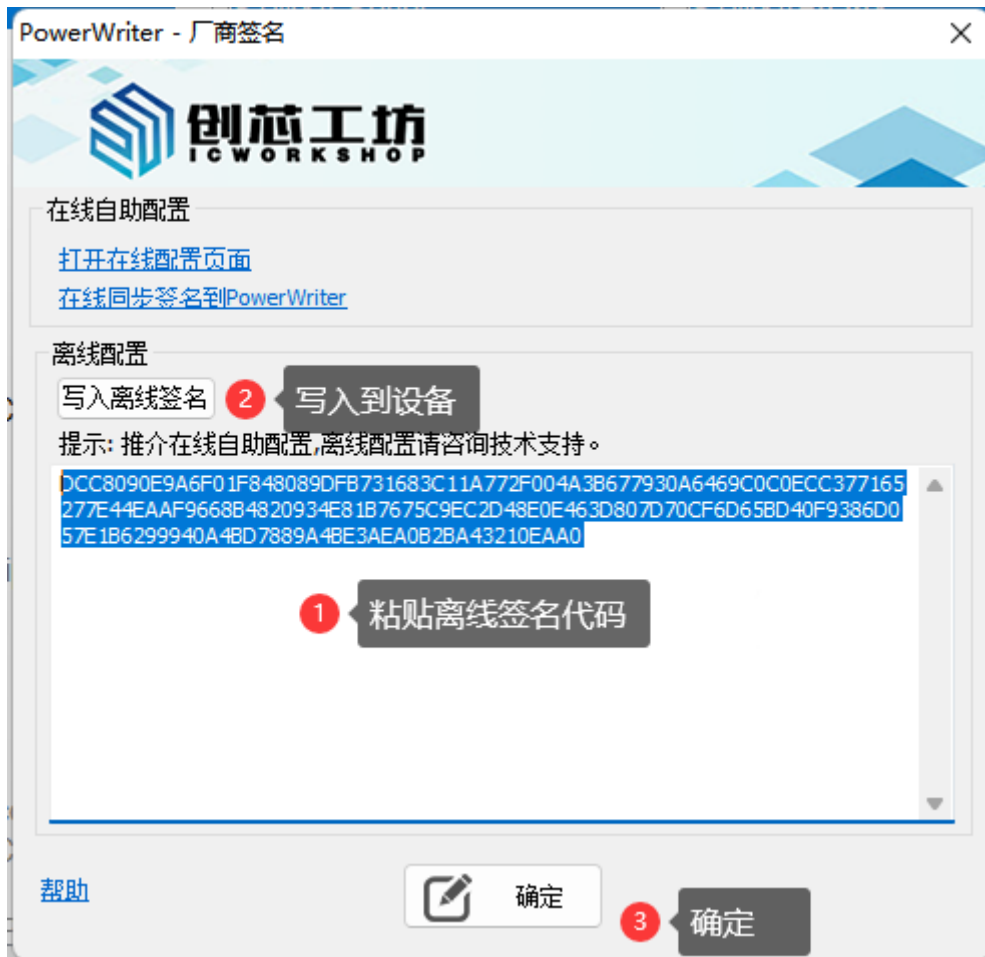 PowerWriter - 厂商签名
创芯工坊
ICWORKSHOP
在线自助配置
打开在线配置页面
在线同步签名到PowerWriter
离线配置
写入离线签名
2
写入到设备
提示: 推介在线自助配置,离线配置请咨询技术支持。
DCC8090E9A6F01F848089DFB731683C11A772F004A3B677930A6469C0C0ECC377165
277E44EAAF9668B4820934E81B7675C9EC2D48E0E463D807D70CF6D65BD40F9386D0
57E1B6299940A4BD7889A4BE3AEA0B2BA43210EAA0
1
粘贴离线签名代码
帮助
确定
3
确定